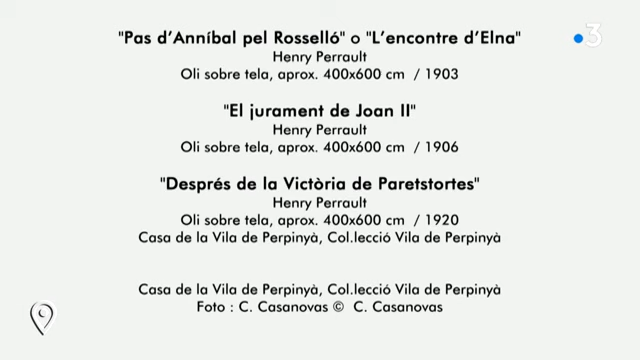 "Pas d'Anníbal pel Rosselló" o "L'encontre d'Elna"
Henry Perrault
Oli sobre tela, aprox. 400x600 cm / 1903
"El jurament de Joan II"
Henry Perrault
Oli sobre tela, aprox. 400x600 cm / 1906
"Després de la Victòria de Paretstortes"
Henry Perrault
Oli sobre tela, aprox. 400x600 cm / 1920
Casa de la Vila de Perpinyà, Col.lecció Vila de Perpinyà
Casa de la Vila de Perpinyà, Col.lecció Vila de Perpinyà
Foto : C. Casanovas © C. Casanovas
3